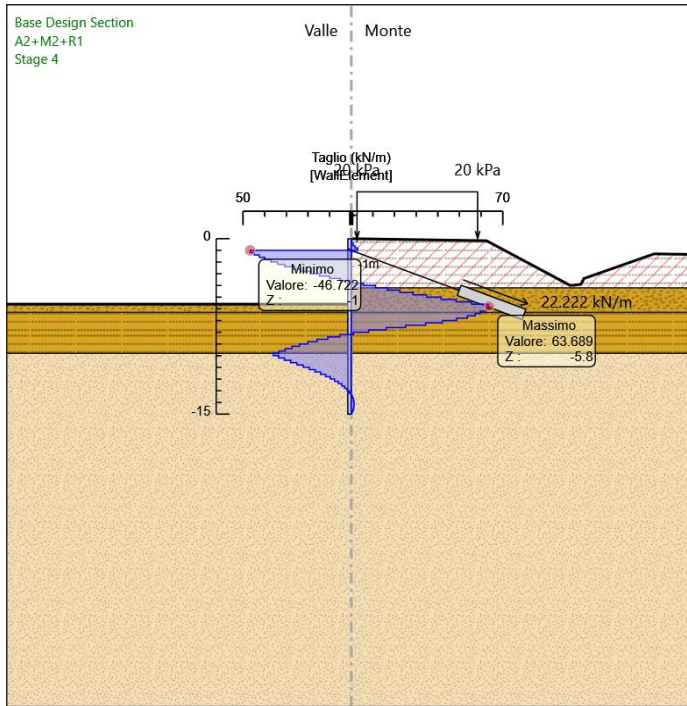 Base Design Section
A2+M2+R1
Stage 4
Valle
Monte
Taglio (kN/m)
[WallElement]
20 kPa
20 kPa
50
70
0
-1m
Minimo
Valore: -46.722
Z : -1
22.222 kN/m
Massimo
Valore: 63.689
Z : -5.8
-15